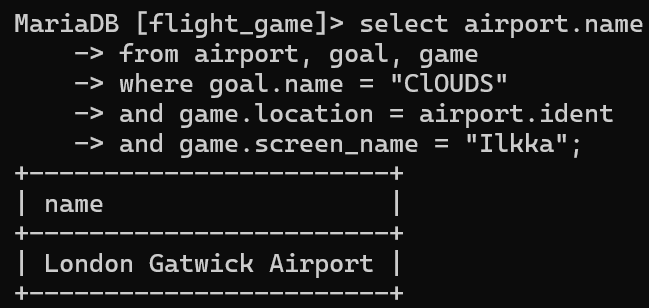 MariaDB [flight_game]> select airport.name
    -> from airport, goal, game
    -> where goal.name = "ClOUDS"
    -> and game.location = airport.ident
    -> and game.screen_name = "Ilkka";
+------------------------+
| name                   |
+------------------------+
| London Gatwick Airport |
+------------------------+